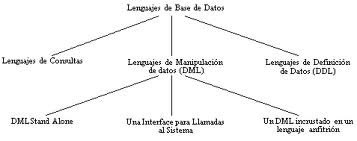 Lenguajes de Base de Datos
Lenguajes de Consultas
Lenguajes de Manipulación
de datos (DML)
Lenguajes de Definición
de Datos (DDL)
DML Stand Alone
Una Interface para Llamadas
al Sistema
Un DML incrustado en un
lenguaje anfitrión